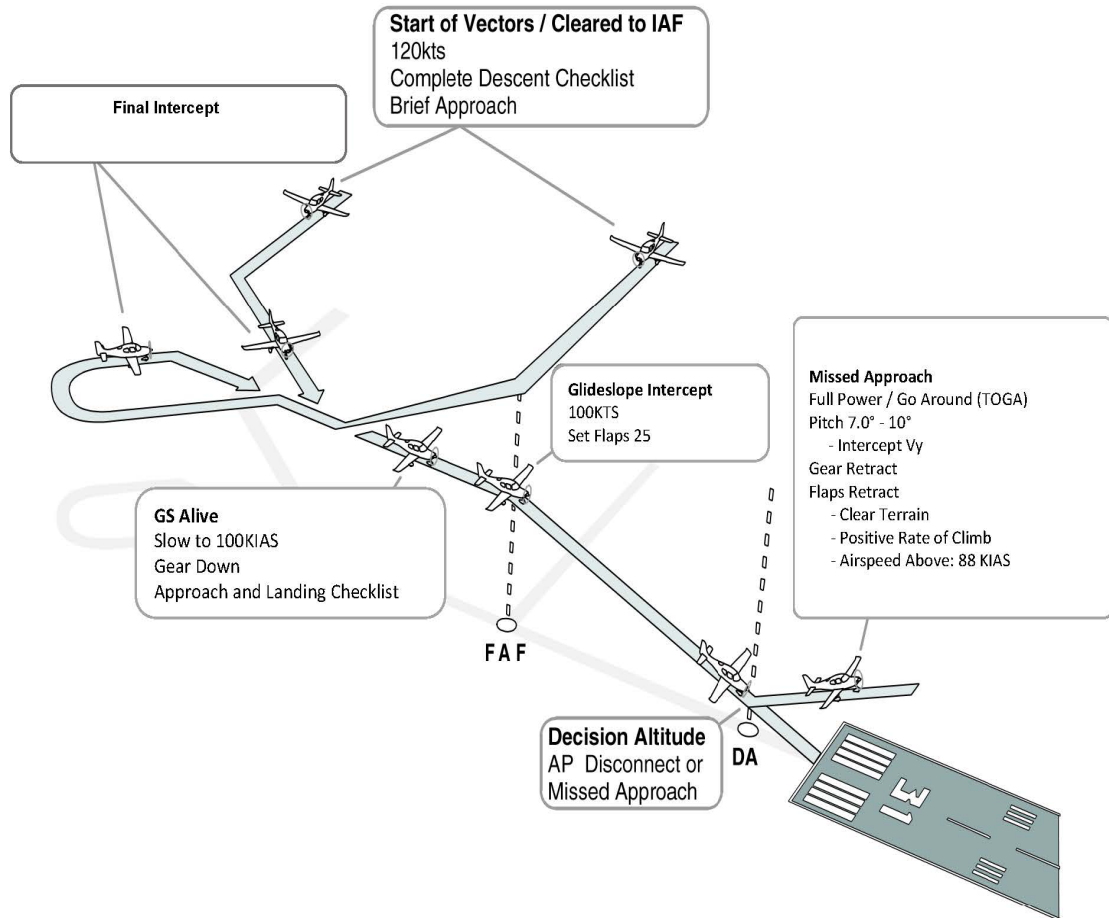 Start of Vectors / Cleared to IAF
120kts
Complete Descent Checklist
Brief Approach
Final Intercept
Glideslope Intercept
100KTS
Set Flaps 25
Missed Approach
Full Power / Go Around (TOGA)
Pitch 7.0° - 10°
- Intercept Vy
Gear Retract
Flaps Retract
- Clear Terrain
- Positive Rate of Climb
- Airspeed Above: 88 KIAS
GS Alive
Slow to 100KIAS
Gear Down
Approach and Landing Checklist
FAF
Decision Altitude
AP Disconnect or
Missed Approach
DA
31